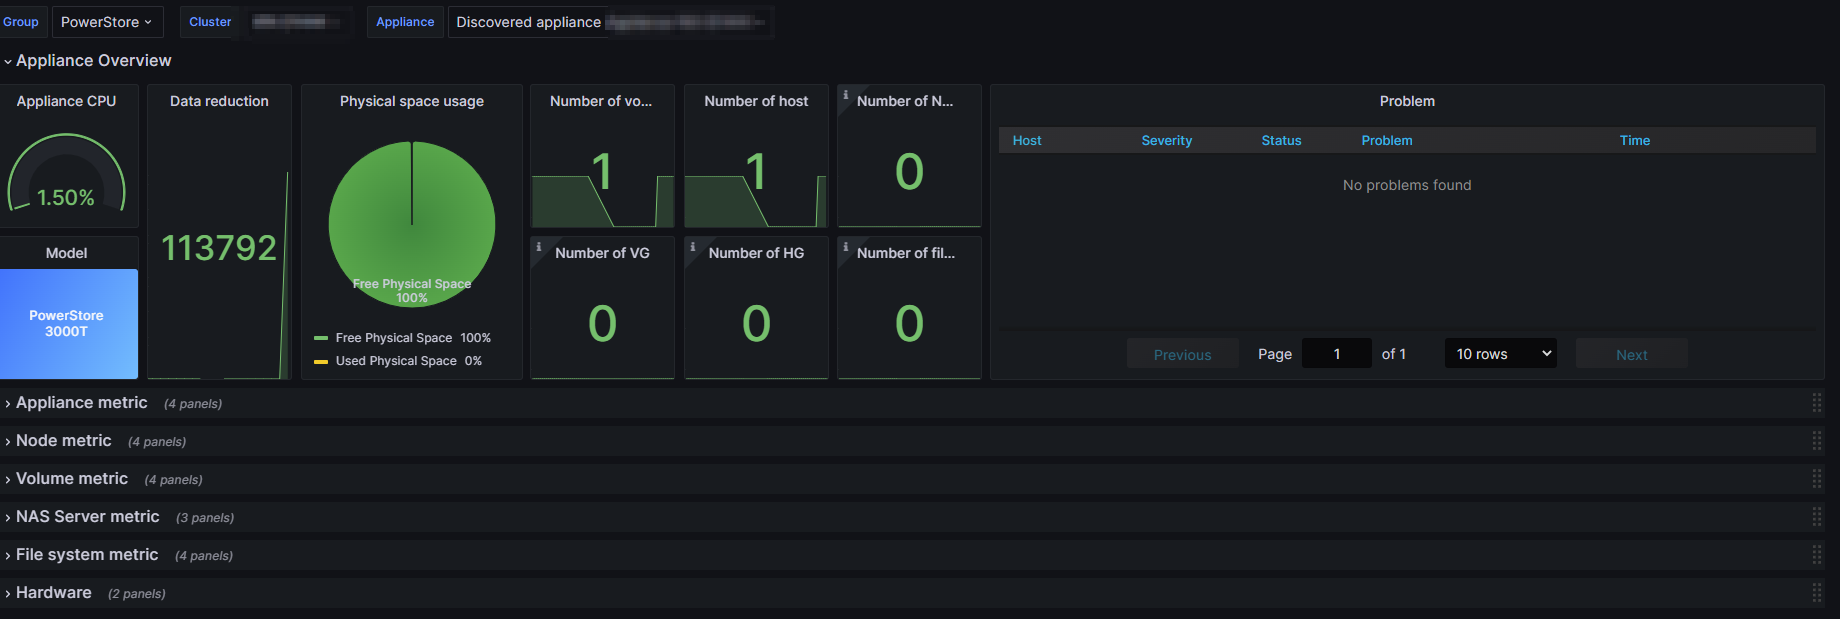 Group PowerStore Cluster Appliance Discovered appliance
Appliance Overview
Appliance CPU
1.50%
Model
PowerStore
3000T
Data reduction
113792
Physical space usage
Free Physical Space
100%
Free Physical Space 100%
Used Physical Space 0%
Number of vo...
1
Number of host
1
Number of N...
0
Number of VG
0
Number of HG
0
Number of fil...
0
Problem
Host Severity Status Problem Time
No problems found
Previous Page 1 of 1 10 rows Next
Appliance metric (4 panels)
Node metric (4 panels)
Volume metric (4 panels)
NAS Server metric (3 panels)
File system metric (4 panels)
Hardware (2 panels)